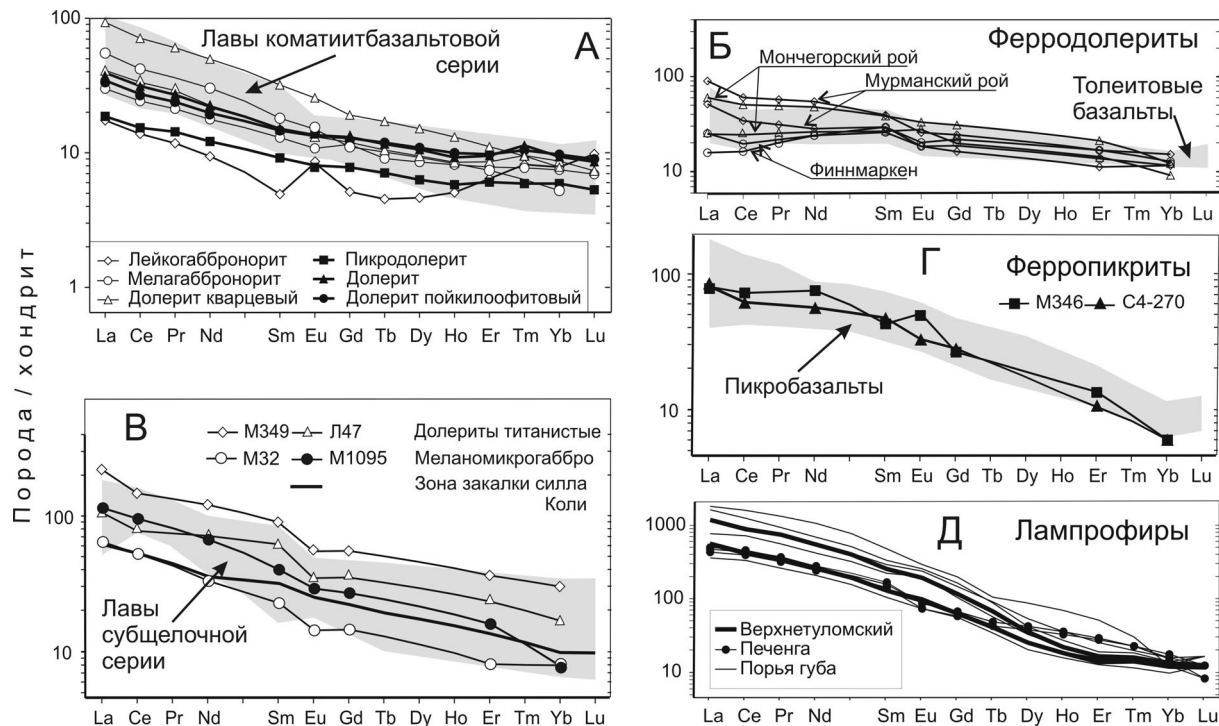 Порода / хондрит
100
10
1
Лавы коматиитбазальтовой
серии
А
Лейкогаббронорит
Мелагаббронорит
Долерит кварцевый
Пикродолерит
Долерит
Долерит пойкилоофитовый
La Ce Pr Nd Sm Eu Gd Tb Dy Ho Er Tm Yb Lu
Б
Ферродолериты
100
10
Мончегорский рой
Мурманский рой
Толеитовые
базальты
Финнмаркен
La Ce Pr Nd Sm Eu Gd Tb Dy Ho Er Tm Yb Lu
В
100
10
М349 Л47 Долериты титанистые
М32 М1095 Меланомикрогаббро
Зона закалки силла
Коли
Лавы
субщелочной
серии
La Ce Pr Nd Sm Eu Gd Tb Dy Ho Er Tm Yb Lu
Г
Ферропикриты
100
10
М346 С4-270
Пикробазальты
La Ce Pr Nd Sm Eu Gd Tb Dy Ho Er Tm Yb Lu
Д
Лампрофиры
1000
100
10
Верхнетуломский
Печенга
Порья губа
La Ce Pr Nd Sm Eu Gd Tb Dy Ho Er Tm Yb Lu